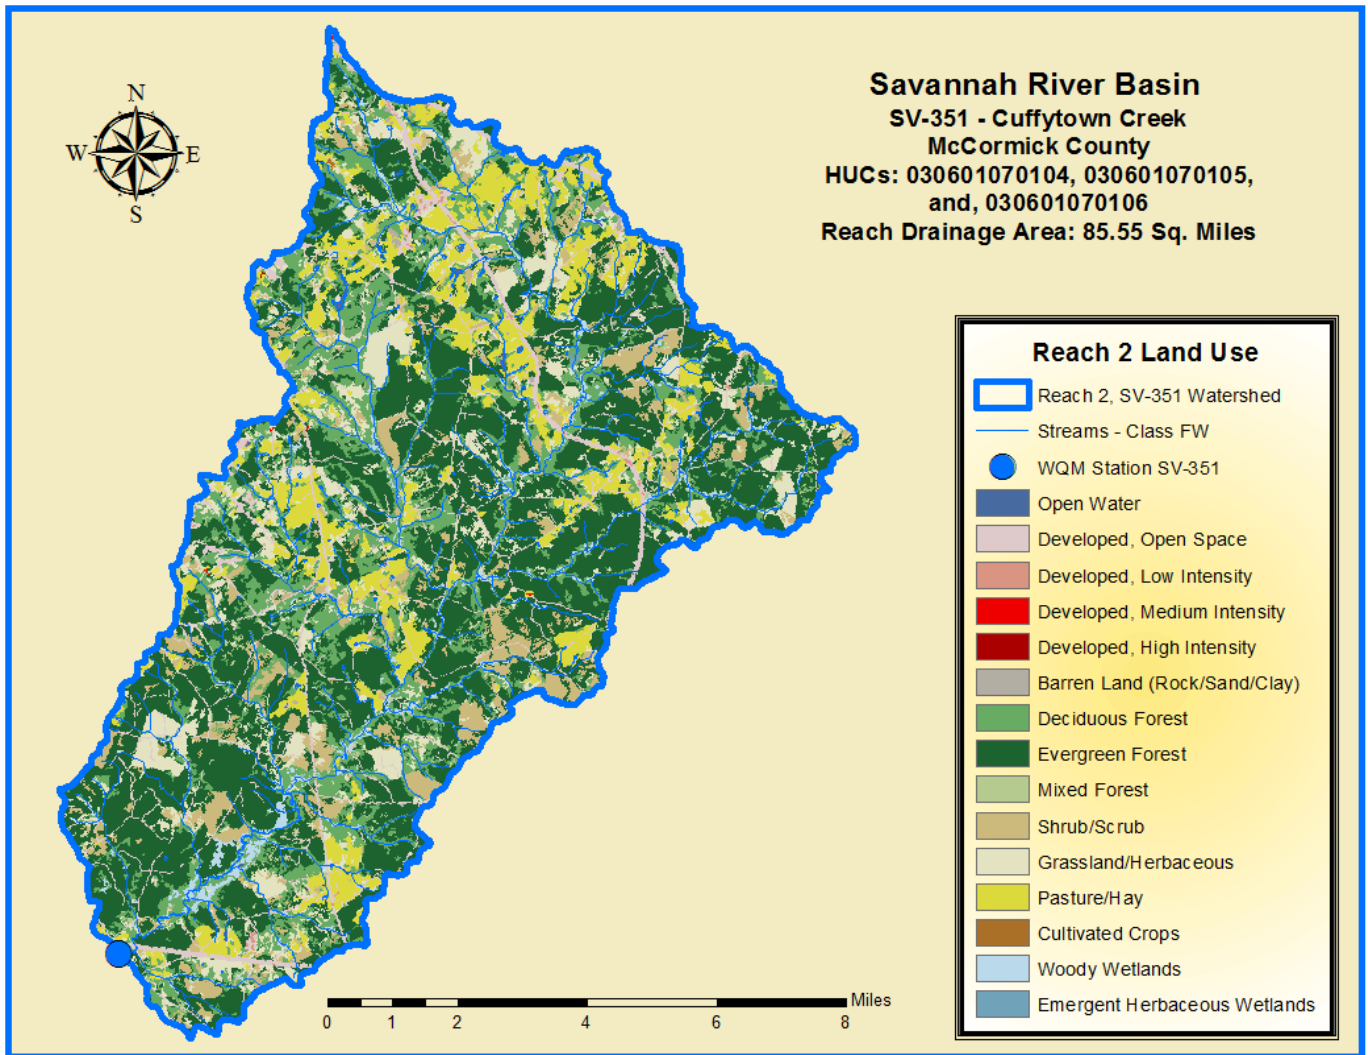 N
W E
S
Savannah River Basin
SV-351 - Cuffytown Creek
McCormick County
HUCs: 030601070104, 030601070105,
and, 030601070106
Reach Drainage Area: 85.55 Sq. Miles
Reach 2 Land Use
Reach 2, SV-351 Watershed
Streams - Class FW
WQM Station SV-351
Open Water
Developed, Open Space
Developed, Low Intensity
Developed, Medium Intensity
Developed, High Intensity
Barren Land (Rock/Sand/Clay)
Deciduous Forest
Evergreen Forest
Mixed Forest
Shrub/Scrub
Grassland/Herbaceous
Pasture/Hay
Cultivated Crops
Woody Wetlands
Emergent Herbaceous Wetlands
Miles
0 1 2 4 6 8